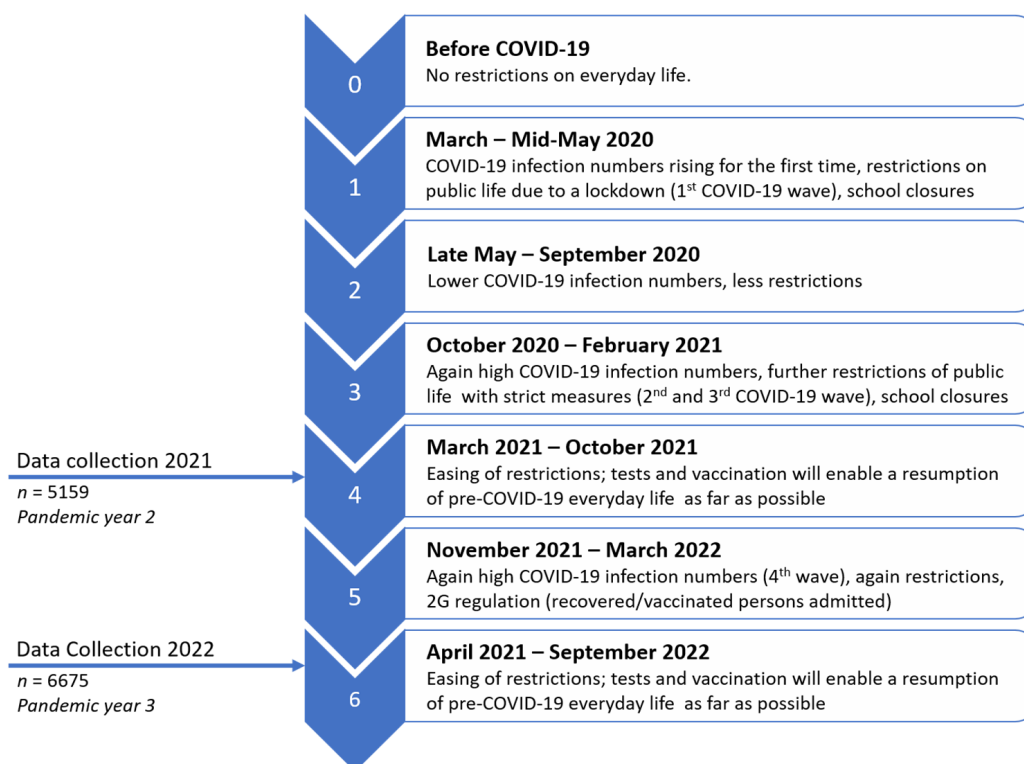 0
Before COVID-19
No restrictions on everyday life.
1
March – Mid-May 2020
COVID-19 infection numbers rising for the first time, restrictions on
public life due to a lockdown (1st COVID-19 wave), school closures
2
Late May – September 2020
Lower COVID-19 infection numbers, less restrictions
3
October 2020 – February 2021
Again high COVID-19 infection numbers, further restrictions of public
life with strict measures (2nd and 3rd COVID-19 wave), school closures
Data collection 2021
n = 5159
Pandemic year 2
4
March 2021 – October 2021
Easing of restrictions; tests and vaccination will enable a resumption
of pre-COVID-19 everyday life as far as possible
5
November 2021 – March 2022
Again high COVID-19 infection numbers (4th wave), again restrictions,
2G regulation (recovered/vaccinated persons admitted)
Data Collection 2022
n = 6675
Pandemic year 3
6
April 2021 – September 2022
Easing of restrictions; tests and vaccination will enable a resumption
of pre-COVID-19 everyday life as far as possible